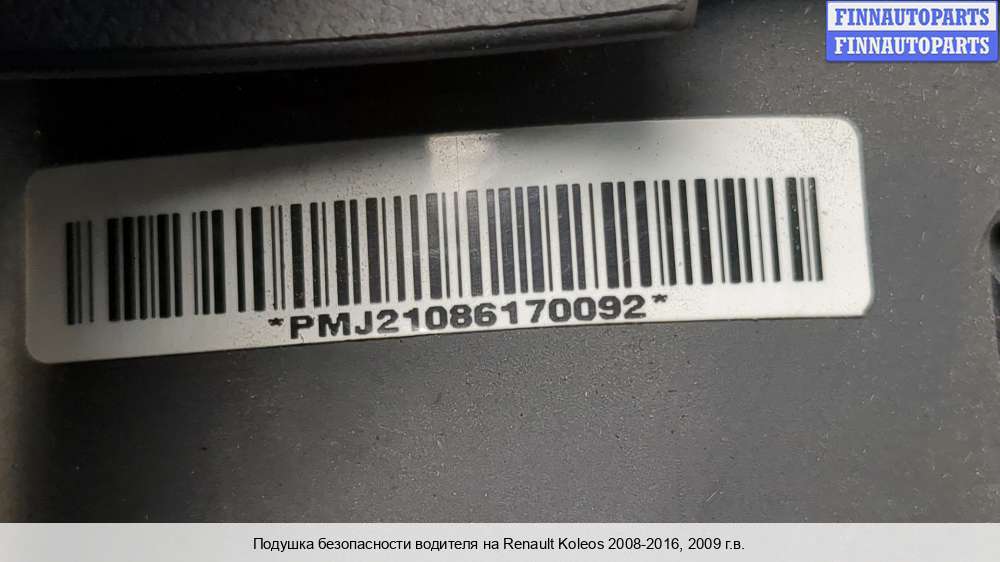 FINNAUTOPARTS
FINNAUTOPARTS
*PMJ21086170092*
Подушка безопасности водителя на Renault Koleos 2008-2016, 2009 г.в.